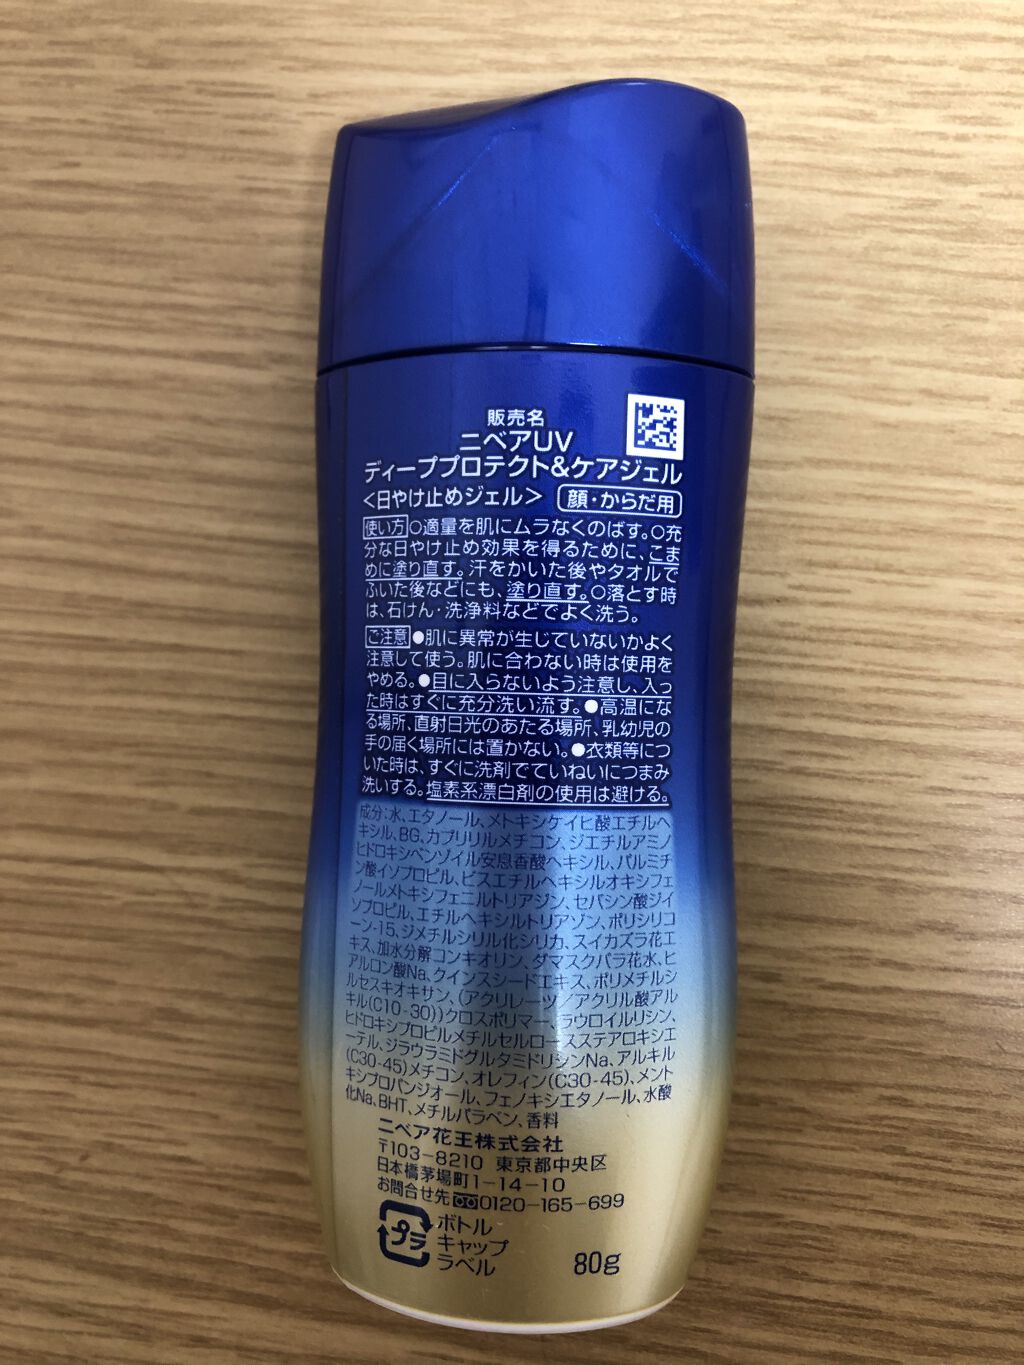 販売名
ニベアUV
ディーププロテクト&ケアジェル
<日やけ止めジェル> 顔・からだ用
使い方 ○適量を肌にムラなくのばす。○充
分な日やけ止め効果を得るために、こま
めに塗り直す。汗をかいた後やタオルで
ふいた後などにも、塗り直す。○落とす時
は、石けん・洗浄料などでよく洗う。
ご注意 ●肌に異常が生じていないかよく
注意して使う。肌に合わない時は使用を
やめる。●目に入らないよう注意し、入っ
た時はすぐに充分洗い流す。●高温にな
る場所、直射日光のあたる場所、乳幼児の
手の届く場所には置かない。●衣類等につ
いた時は、すぐに洗剤でていねいにつまみ
洗いする。塩素系漂白剤の使用は避ける。
成分:水、エタノール、メトキシケイヒ酸エチルヘ
キシル、BG、カプリリルメチコン、ジエチルアミノ
ヒドロキシベンゾイル安息香酸ヘキシル、パルミチ
ン酸イソプロピル、ビスエチルヘキシルオキシフェ
ノールメトキシフェニルトリアジン、セバシン酸ジイ
ソプロピル、エチルヘキシルトリアゾン、ポリシリコ
ーン-15、ジメチルシリル化シリカ、スイカズラ花エ
キス、加水分解コンキオリン、ダマスクバラ花水、ヒ
アルロン酸Na、クインスシードエキス、ポリメチルシ
ルセスキオキサン、(アクリレーツ/アクリル酸アル
キル(C10-30))クロスポリマー、ラウロイルリシン、
ヒドロキシプロピルメチルセルロースステアロキシエ
ーテル、ジラウラミドグルタミドリシンNa、アルキル
(C30-45)メチコン、オレフィン(C30-45)、メント
キシプロパンジオール、フェノキシエタノール、水酸
化Na、BHT、メチルパラベン、香料
ニベア花王株式会社
〒103-8210 東京都中央区
日本橋茅場町1-14-10
お問合せ先 0120-165-699
プラ ボトル
キャップ
ラベル
80g